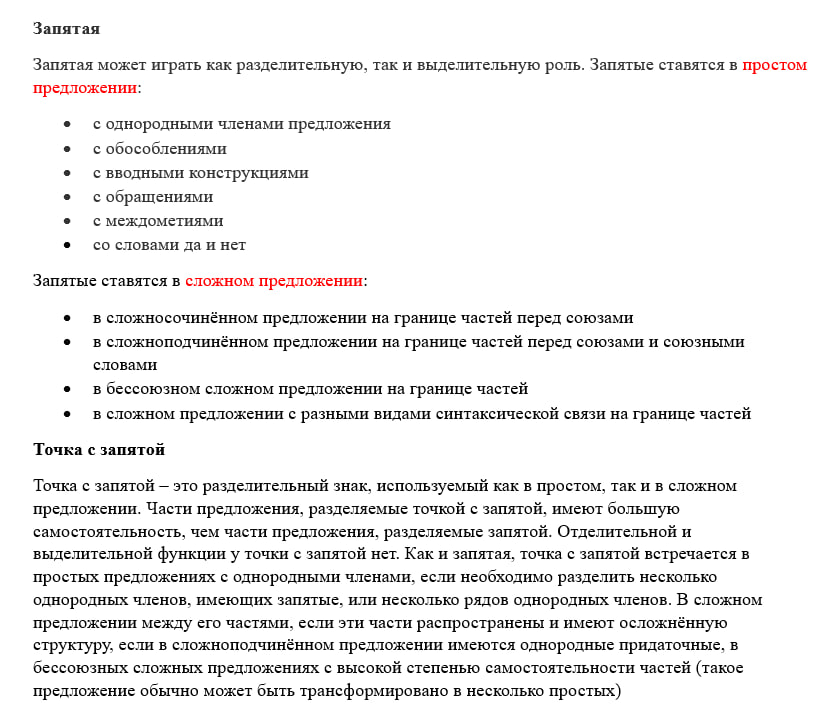 Запятая
Запятая может играть как разделительную, так и выделительную роль. Запятые ставятся в простом
предложении:
• с однородными членами предложения
• с обособлениями
• с вводными конструкциями
• с обращениями
• с междометиями
• со словами да и нет
Запятые ставятся в сложном предложении:
• в сложносочинённом предложении на границе частей перед союзами
• в сложноподчинённом предложении на границе частей перед союзами и союзными
словами
• в бессоюзном сложном предложении на границе частей
• в сложном предложении с разными видами синтаксической связи на границе частей
Точка с запятой
Точка с запятой – это разделительный знак, используемый как в простом, так и в сложном
предложении. Части предложения, разделяемые точкой с запятой, имеют большую
самостоятельность, чем части предложения, разделяемые запятой. Отделительной и
выделительной функции у точки с запятой нет. Как и запятая, точка с запятой встречается в
простых предложениях с однородными членами, если необходимо разделить несколько
однородных членов, имеющих запятые, или несколько рядов однородных членов. В сложном
предложении между его частями, если эти части распространены и имеют осложнённую
структуру, если в сложноподчинённом предложении имеются однородные придаточные, в
бессоюзных сложных предложениях с высокой степенью самостоятельности частей (такое
предложение обычно может быть трансформировано в несколько простых)